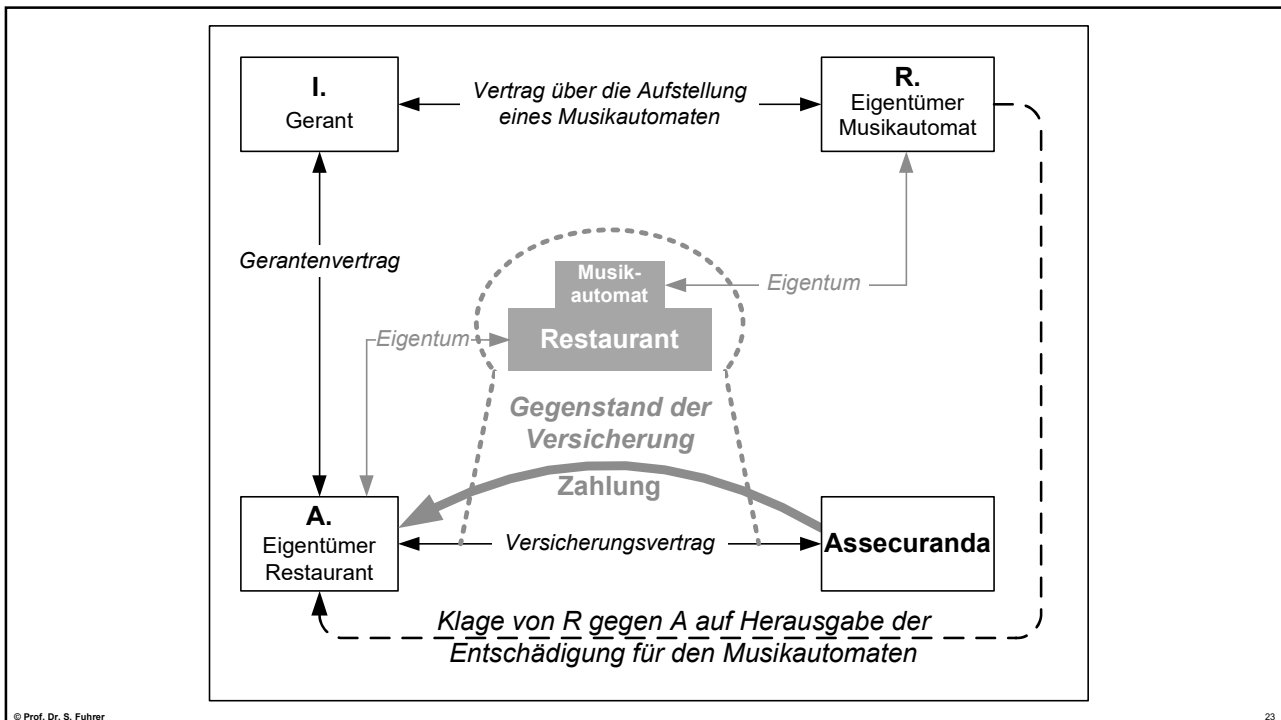 I.
Gerant
Vertrag über die Aufstellung
eines Musikautomaten
R.
Eigentümer
Musikautomat
Gerantenvertrag
Musik-
automat
Eigentum
Eigentum
Restaurant
Gegenstand der
Versicherung
Zahlung
A.
Eigentümer
Restaurant
Versicherungsvertrag
Assecuranda
Klage von R gegen A auf Herausgabe der
Entschädigung für den Musikautomaten
© Prof. Dr. S. Fuhrer
23